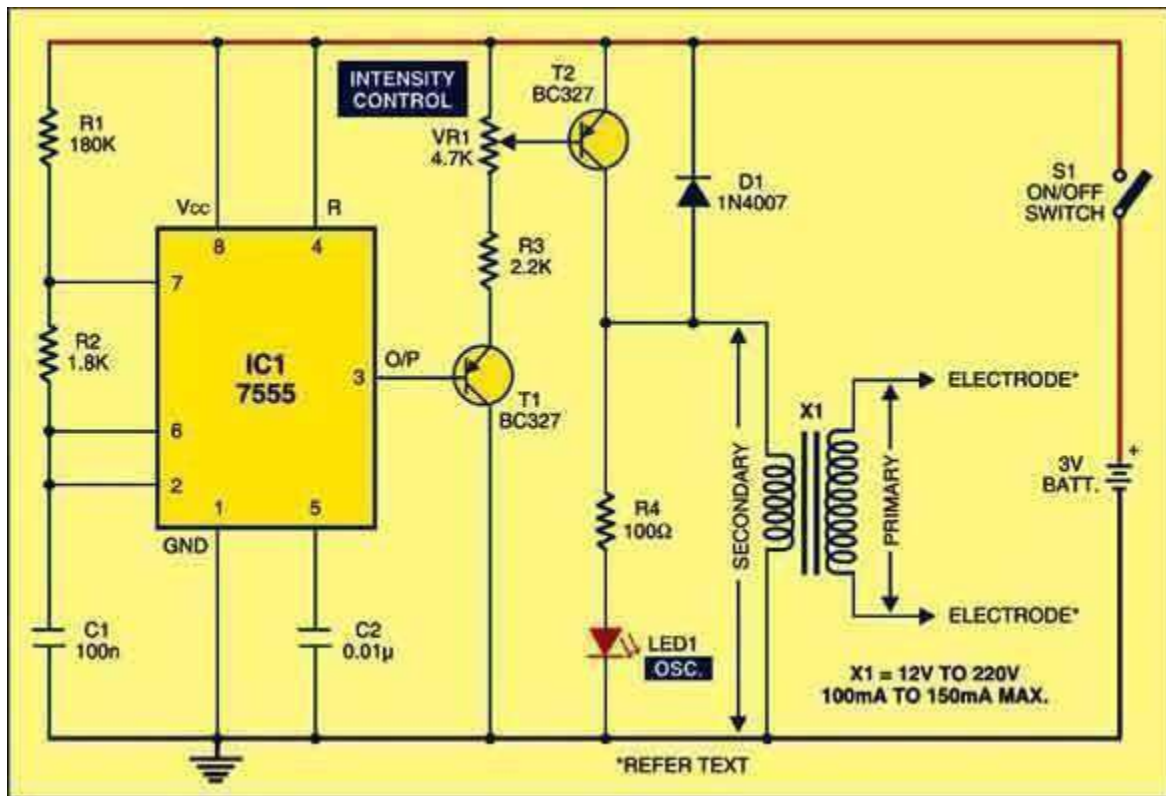 INTENSITY
CONTROL
T2
BC327
R1
180K
VR1
4.7K
D1
1N4007
S1
ON/OFF
SWITCH
Vcc
R
8
4
R3
2.2K
7
R2
1.8K
IC1
7555
O/P
3
T1
BC327
ELECTRODE*
X1
6
2
SECONDARY
PRIMARY
+
3V
BATT.
R4
100Ω
1
5
GND
ELECTRODE*
C1
100n
C2
0.01µ
LED1
OSC.
X1 = 12V TO 220V
100mA TO 150mA MAX.
*REFER TEXT